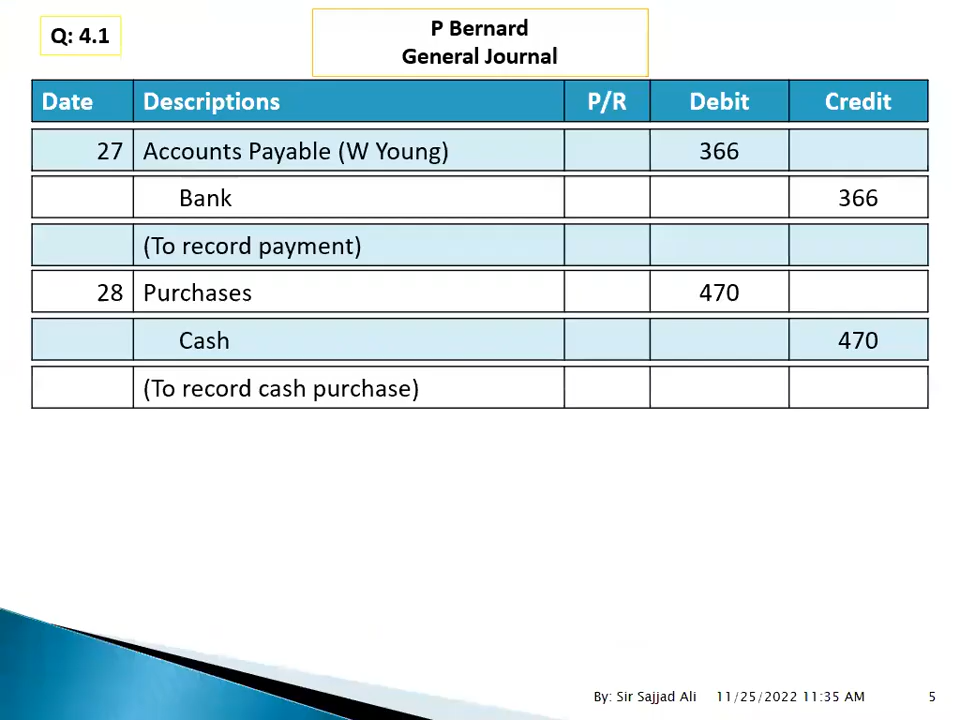 Q: 4.1
P Bernard
General Journal
Date Descriptions P/R Debit Credit
27 Accounts Payable (W Young) 366
Bank 366
(To record payment)
28 Purchases 470
Cash 470
(To record cash purchase)
By: Sir Sajjad Ali 11/25/2022 11:35 AM 5